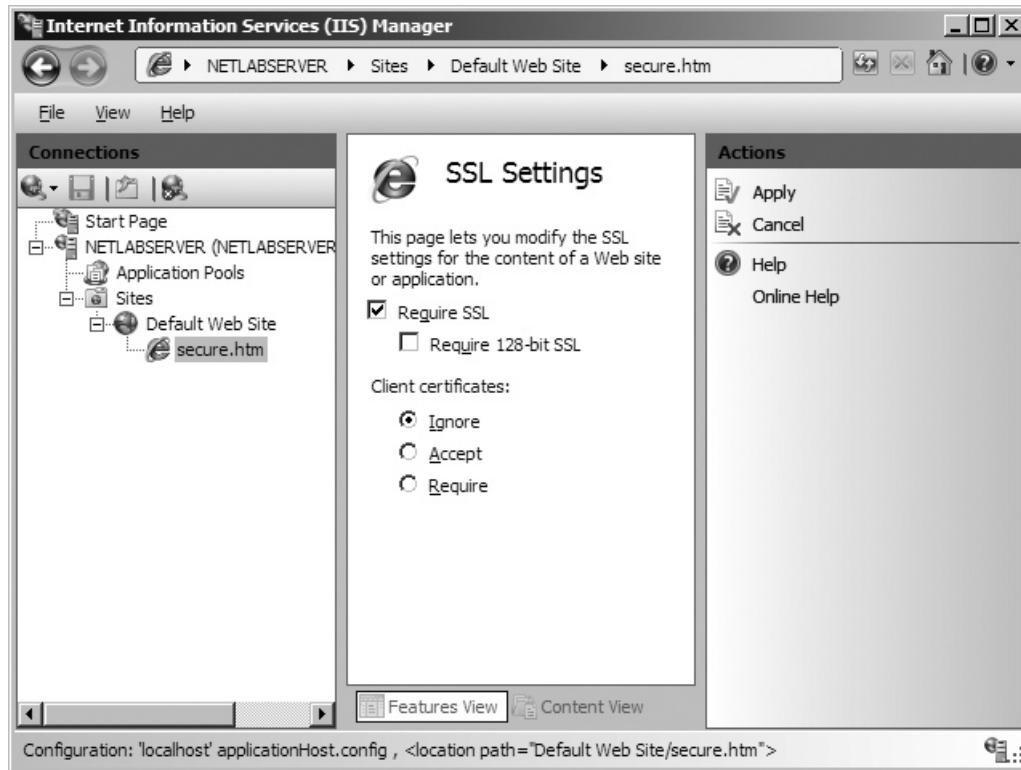 Internet Information Services (IIS) Manager
NETLABSERVER Sites Default Web Site secure.htm
File View Help
Connections
Start Page
NETLABSERVER (NETLABSERVER
Application Pools
Sites
Default Web Site
secure.htm
SSL Settings
This page lets you modify the SSL
settings for the content of a Web site
or application.
Require SSL
Require 128-bit SSL
Client certificates:
Ignore
Accept
Require
Features View Content View
Actions
Apply
Cancel
Help
Online Help
Configuration: 'localhost' applicationHost.config , <location path="Default Web Site/secure.htm">